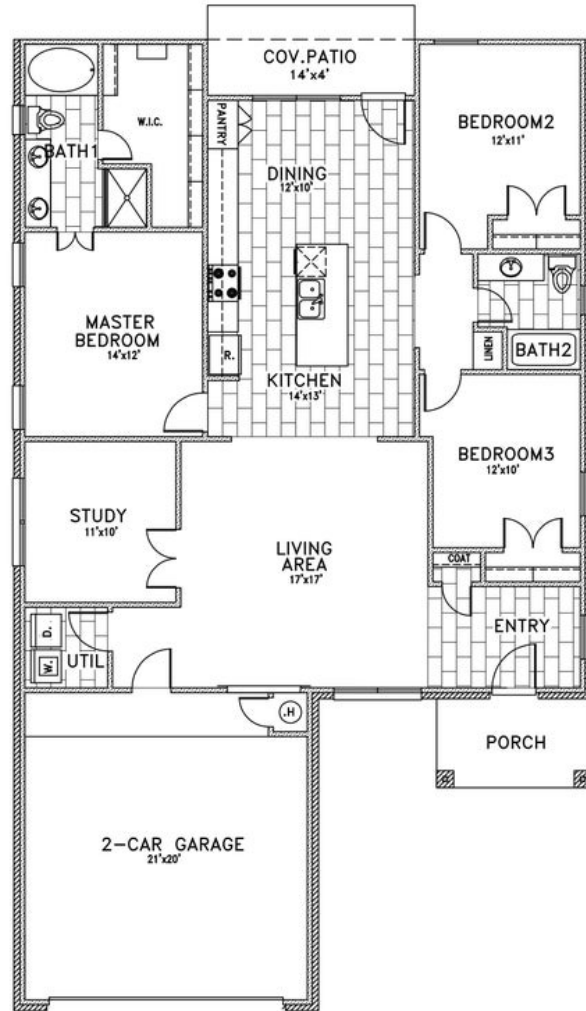 COV.PATIO
14'x4'
W.I.C.
BATH1
PANTRY
DINING
12'x10'
BEDROOM2
12'x11'
MASTER
BEDROOM
14'x12'
R.
KITCHEN
14'x13'
LINEN
BATH2
BEDROOM3
12'x10'
STUDY
11'x10'
LIVING
AREA
17'x17'
COAT
ENTRY
D.
W.
UTIL
.H
PORCH
2-CAR GARAGE
21'x20'